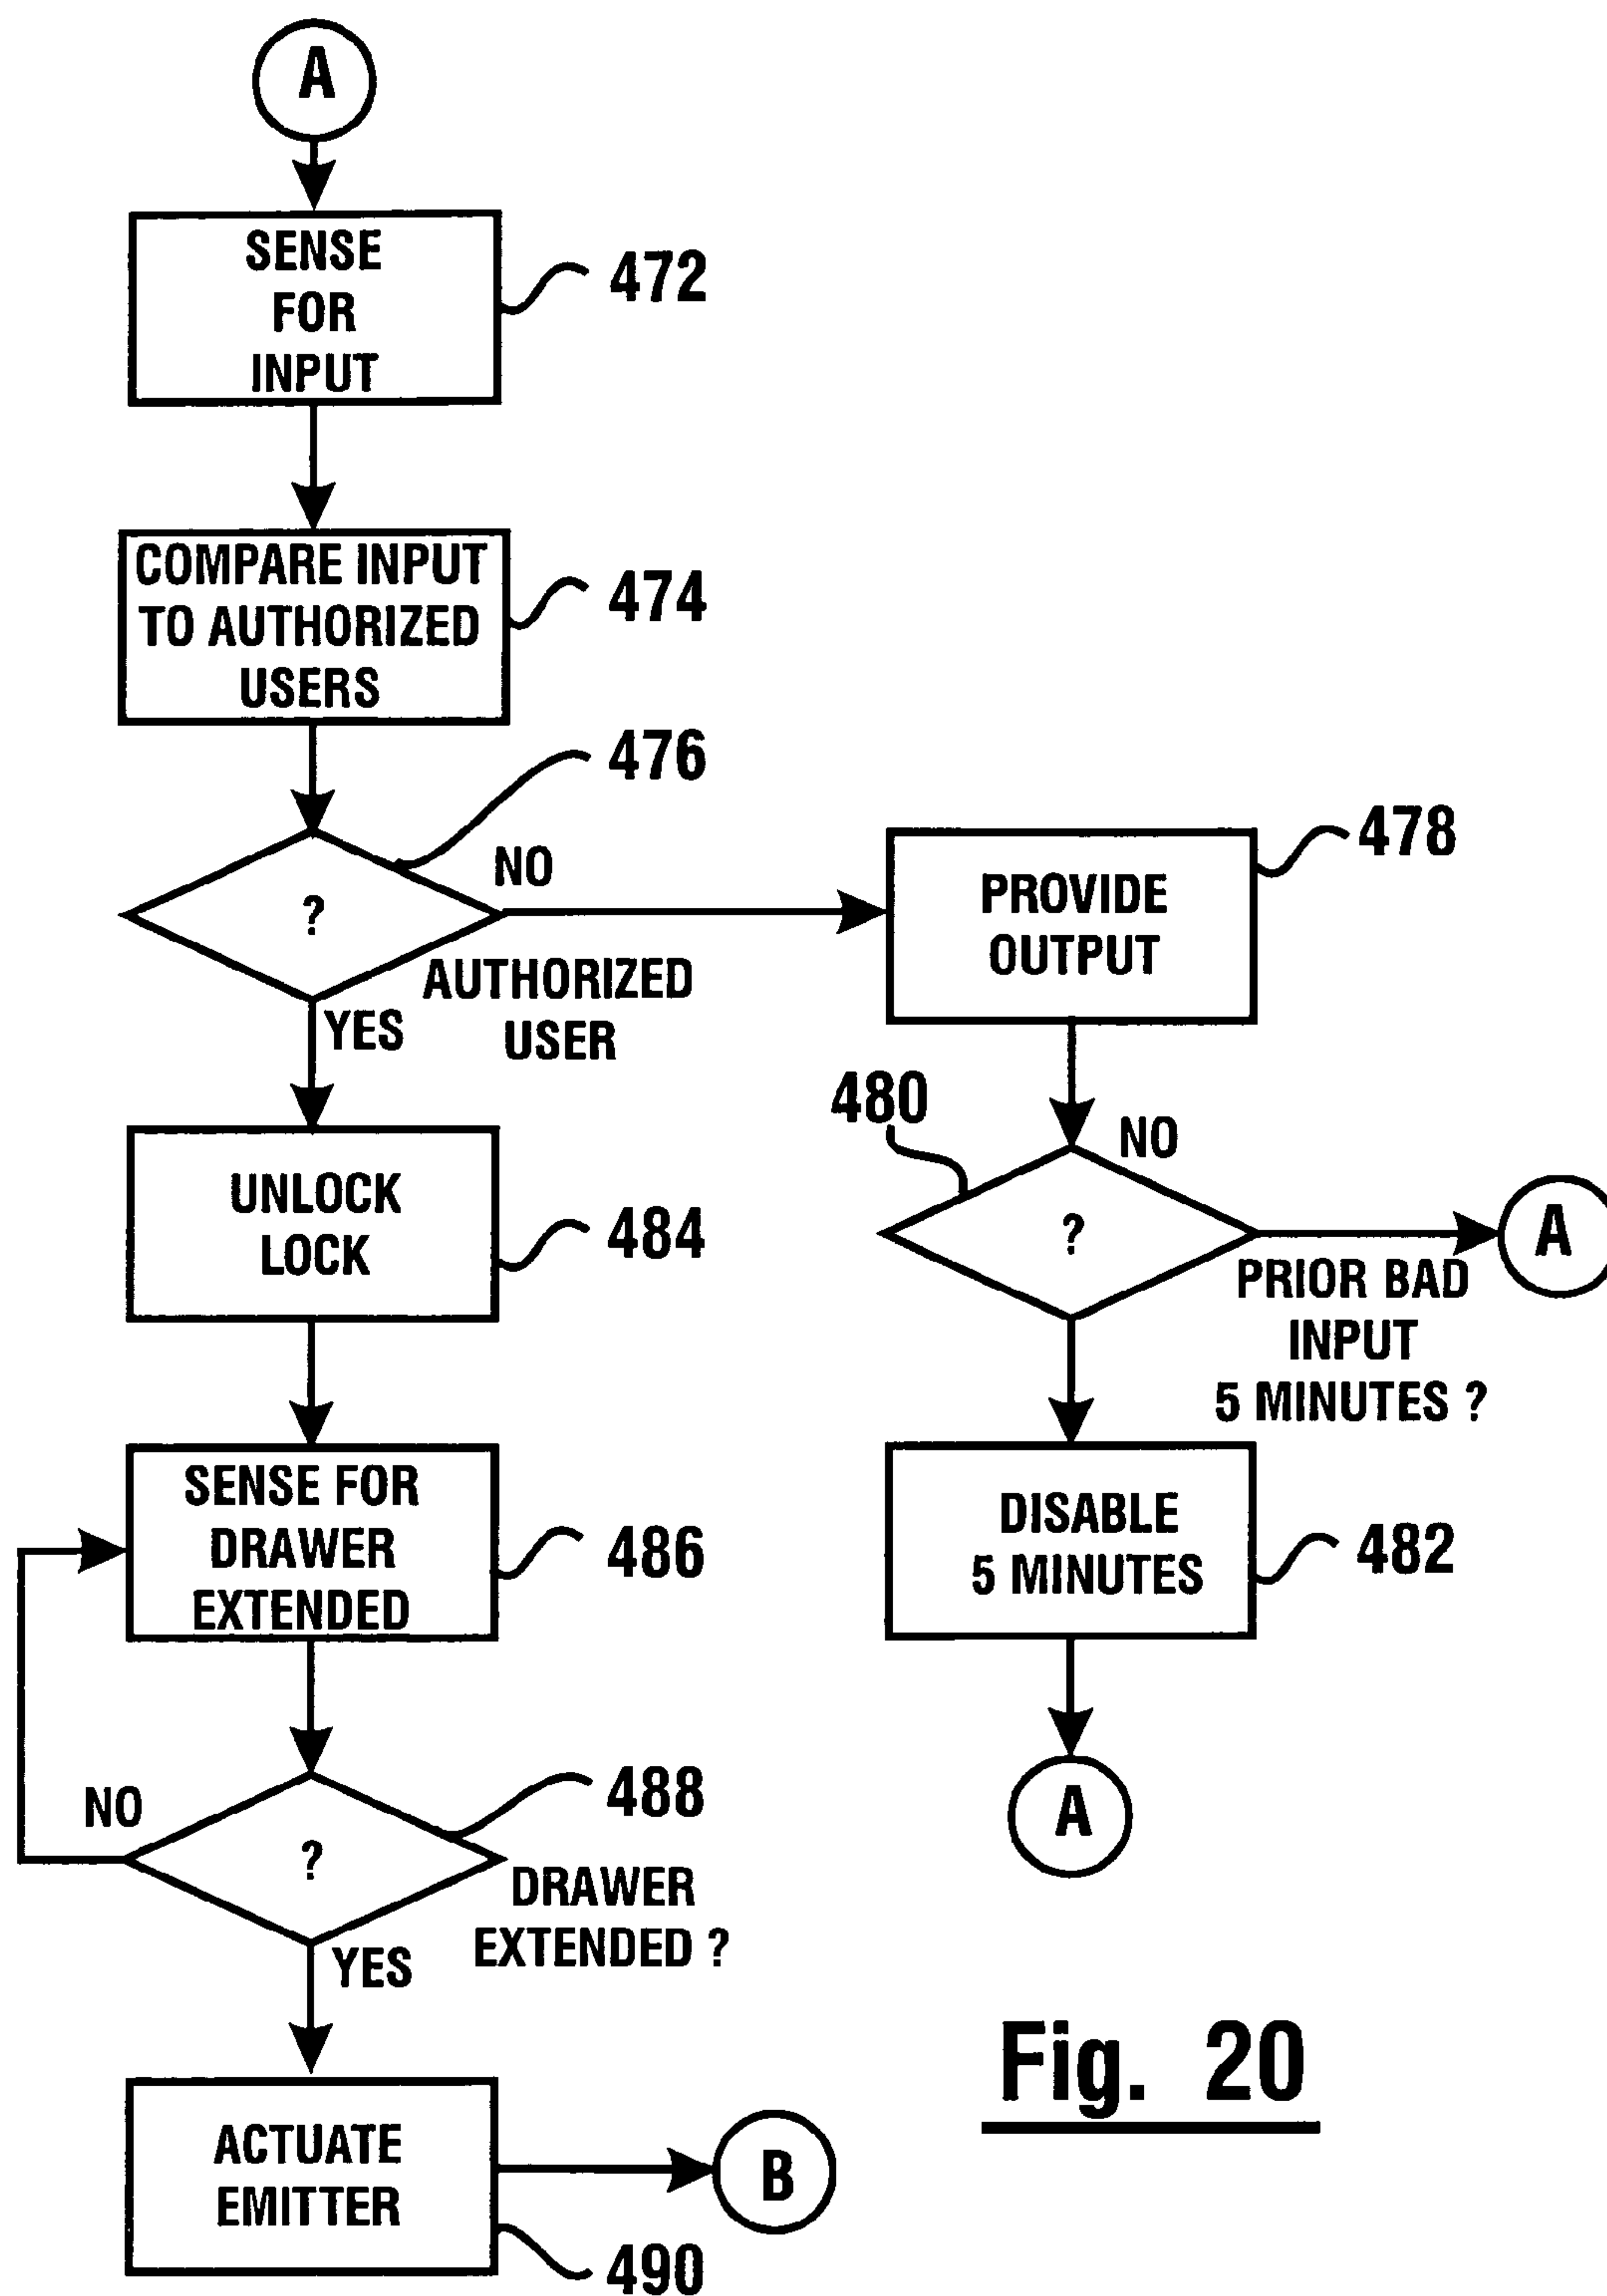 A
SENSE
FOR
INPUT
472
COMPARE INPUT
TO AUTHORIZED
USERS
474
476
?
NO
AUTHORIZED
USER
YES
PROVIDE
OUTPUT
478
480
?
NO
A
PRIOR BAD
INPUT
5 MINUTES ?
UNLOCK
LOCK
484
SENSE FOR
DRAWER
EXTENDED
486
DISABLE
5 MINUTES
482
A
NO
?
488
DRAWER
EXTENDED ?
YES
ACTUATE
EMITTER
490
B
Fig. 20